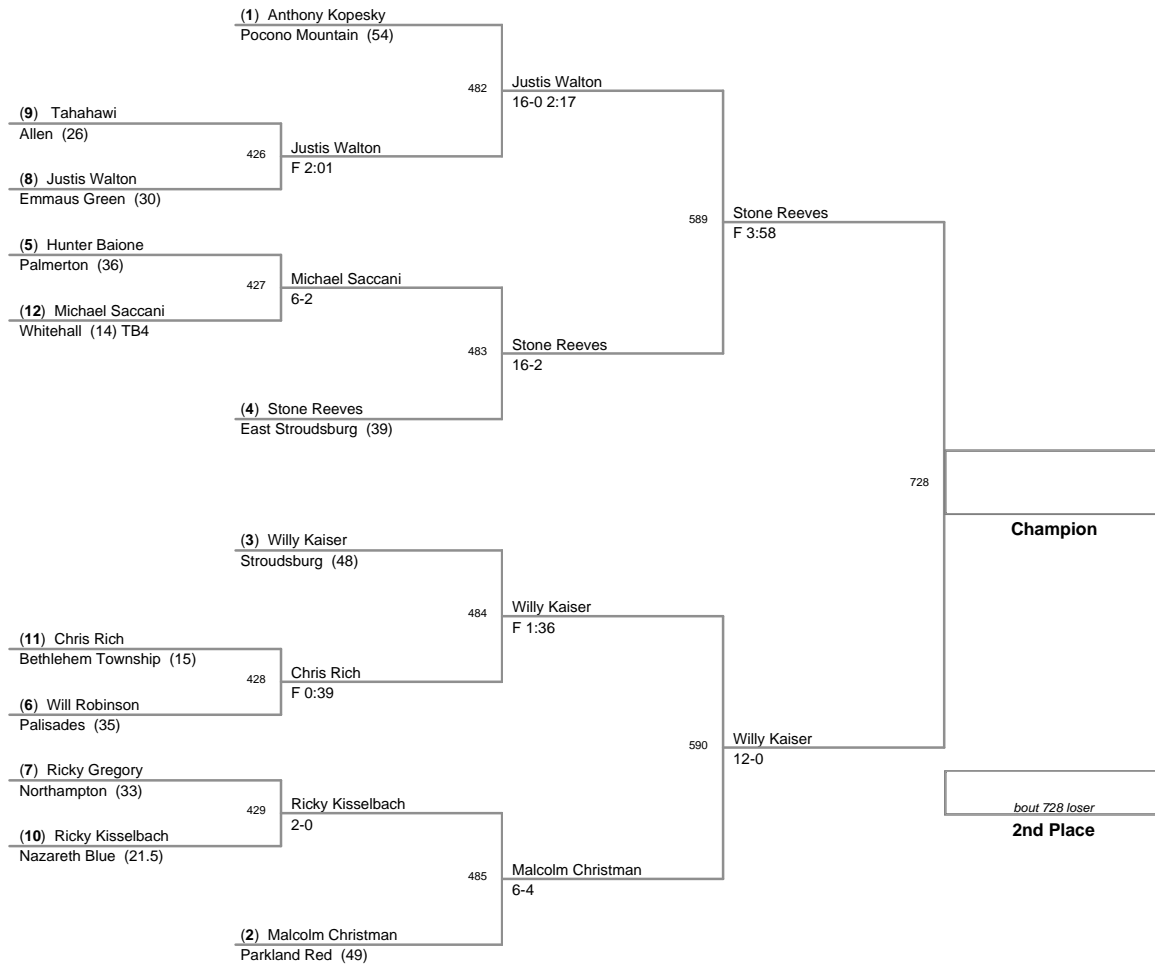 (1) Anthony Kopesky
Pocono Mountain (54)
482
Justis Walton
16-0 2:17
(9) Tahahawi
Allen (26)
426
Justis Walton
F 2:01
(8) Justis Walton
Emmaus Green (30)
589
Stone Reeves
F 3:58
(5) Hunter Baione
Palmerton (36)
427
Michael Saccani
6-2
(12) Michael Saccani
Whitehall (14) TB4
483
Stone Reeves
16-2
(4) Stone Reeves
East Stroudsburg (39)
728
Champion
(3) Willy Kaiser
Stroudsburg (48)
484
Willy Kaiser
F 1:36
(11) Chris Rich
Bethlehem Township (15)
428
Chris Rich
F 0:39
(6) Will Robinson
Palisades (35)
590
Willy Kaiser
12-0
(7) Ricky Gregory
Northampton (33)
429
Ricky Kisselbach
2-0
(10) Ricky Kisselbach
Nazareth Blue (21.5)
bout 728 loser
2nd Place
485
Malcolm Christman
6-4
(2) Malcolm Christman
Parkland Red (49)